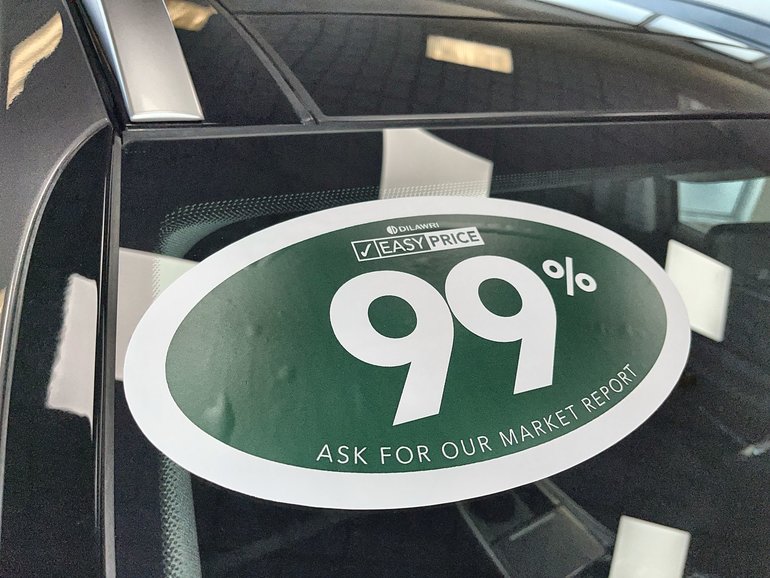 DILAWRI
✓ EASY PRICE
99%
ASK FOR OUR MARKET REPORT